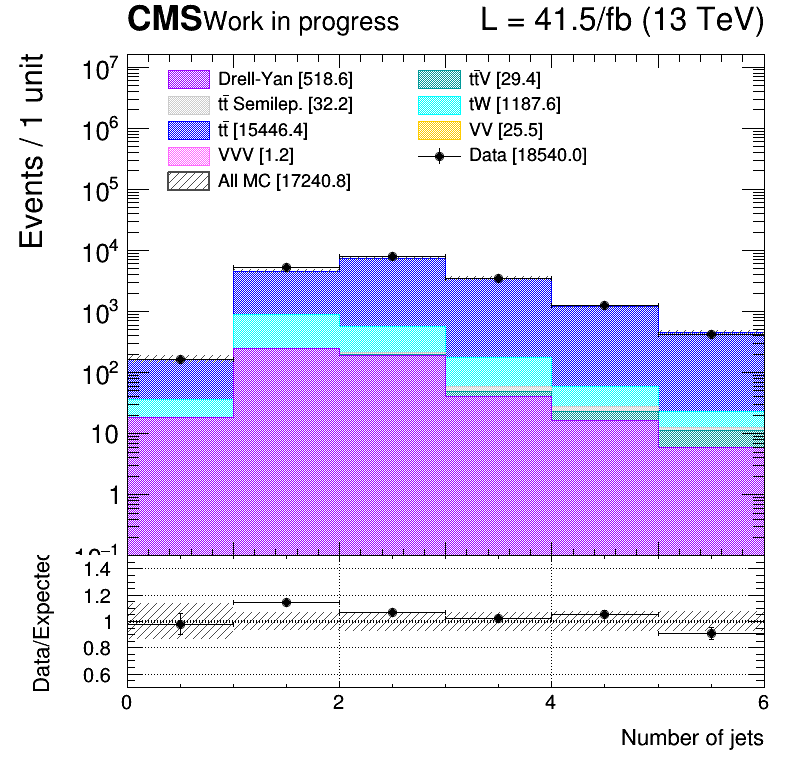 CMS Work in progress L = 41.5/fb (13 TeV)
Events / 1 unit
10⁷
10⁶
10⁵
10⁴
10³
10²
10
1
10⁻¹
Drell-Yan [518.6]
tt̄ Semilep. [32.2]
tt̄ [15446.4]
VVV [1.2]
All MC [17240.8]
tt̄V [29.4]
tW [1187.6]
VV [25.5]
Data [18540.0]
Data/Expected
1.4
1.2
1
0.8
0.6
0 2 4 6
Number of jets